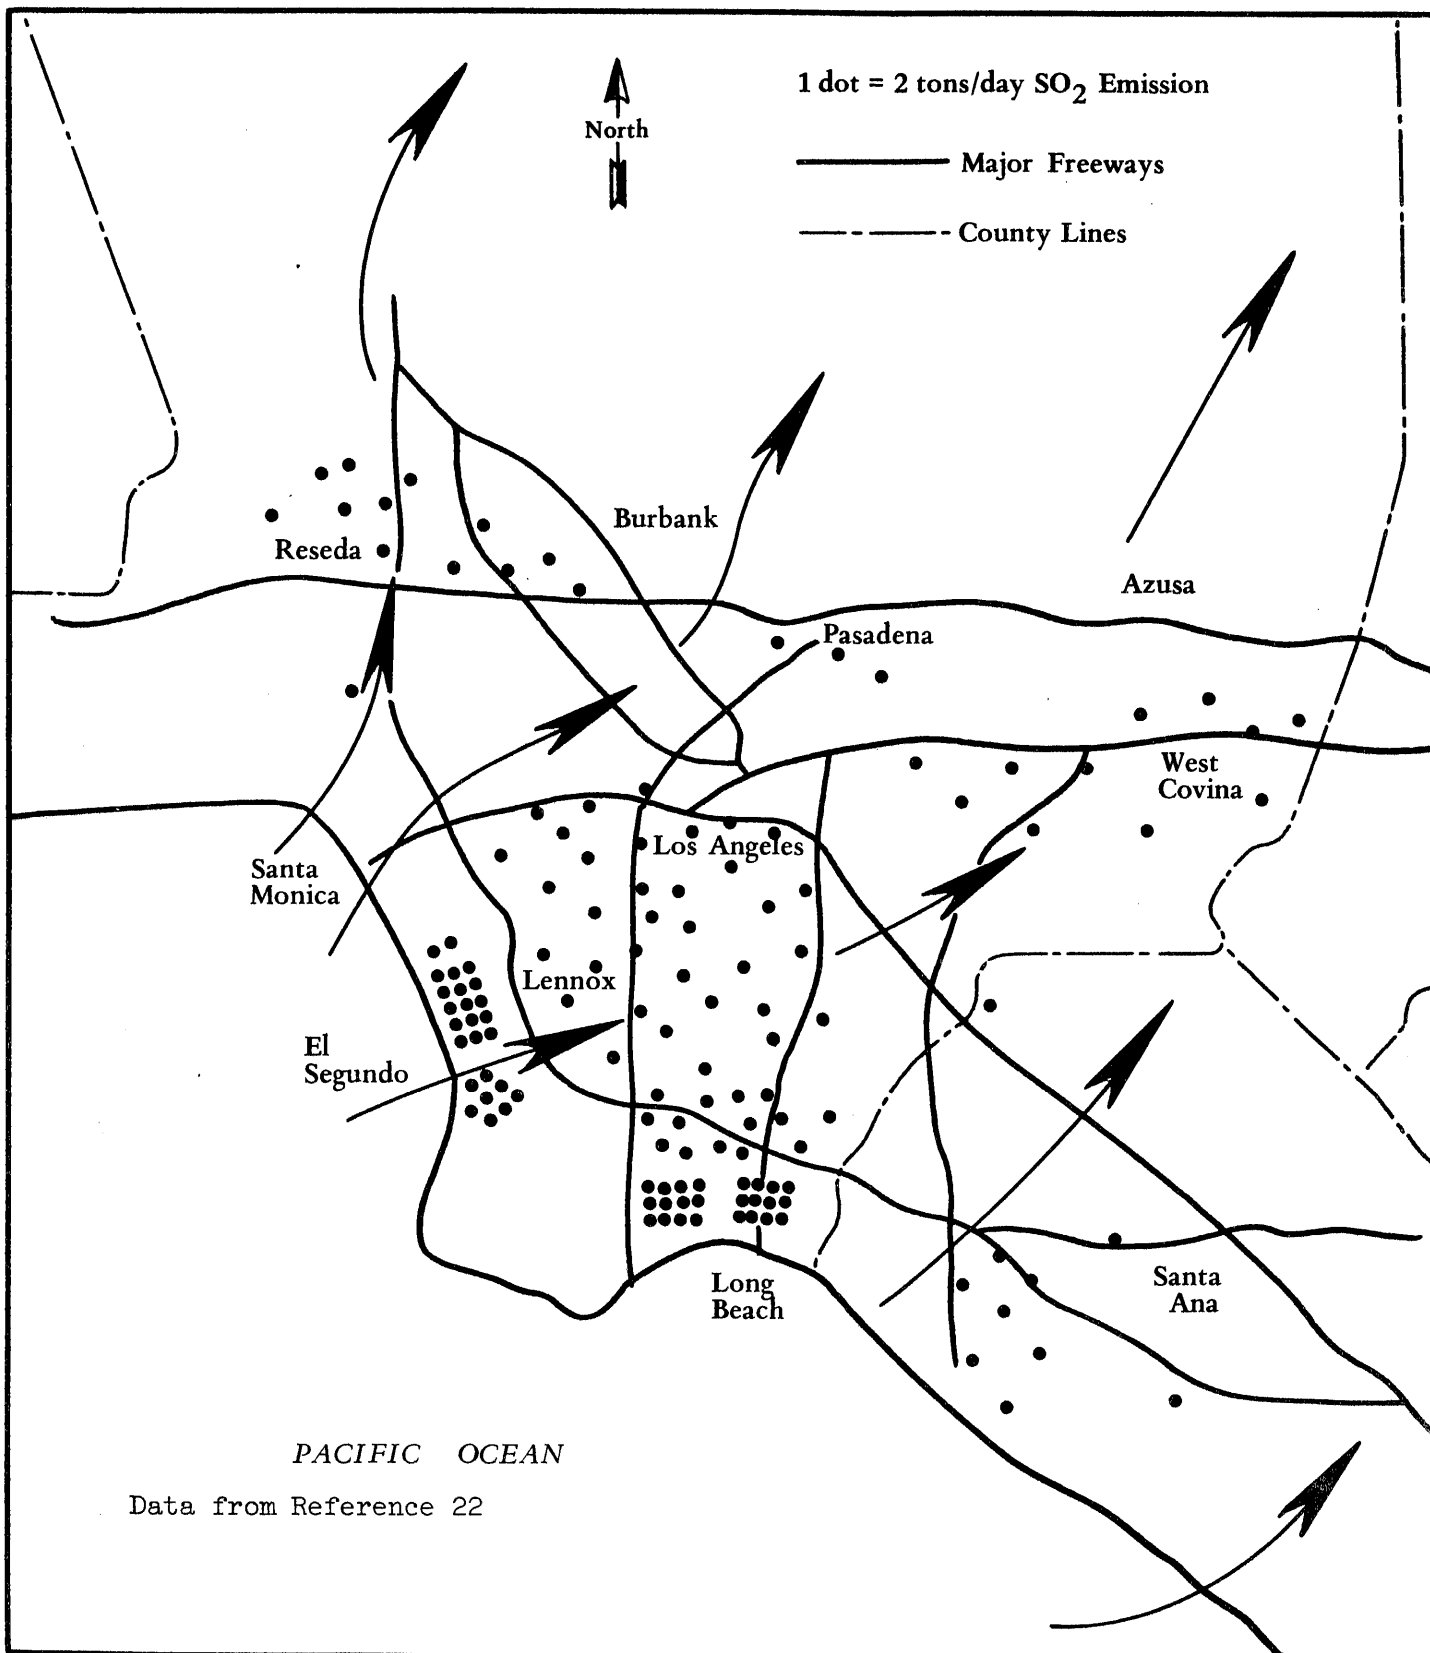 1 dot = 2 tons/day SO2 Emission
North
Major Freeways
County Lines
Burbank
Reseda
Azusa
Pasadena
West
Covina
Los Angeles
Santa
Monica
Lennox
El
Segundo
Santa
Ana
Long
Beach
PACIFIC OCEAN
Data from Reference 22